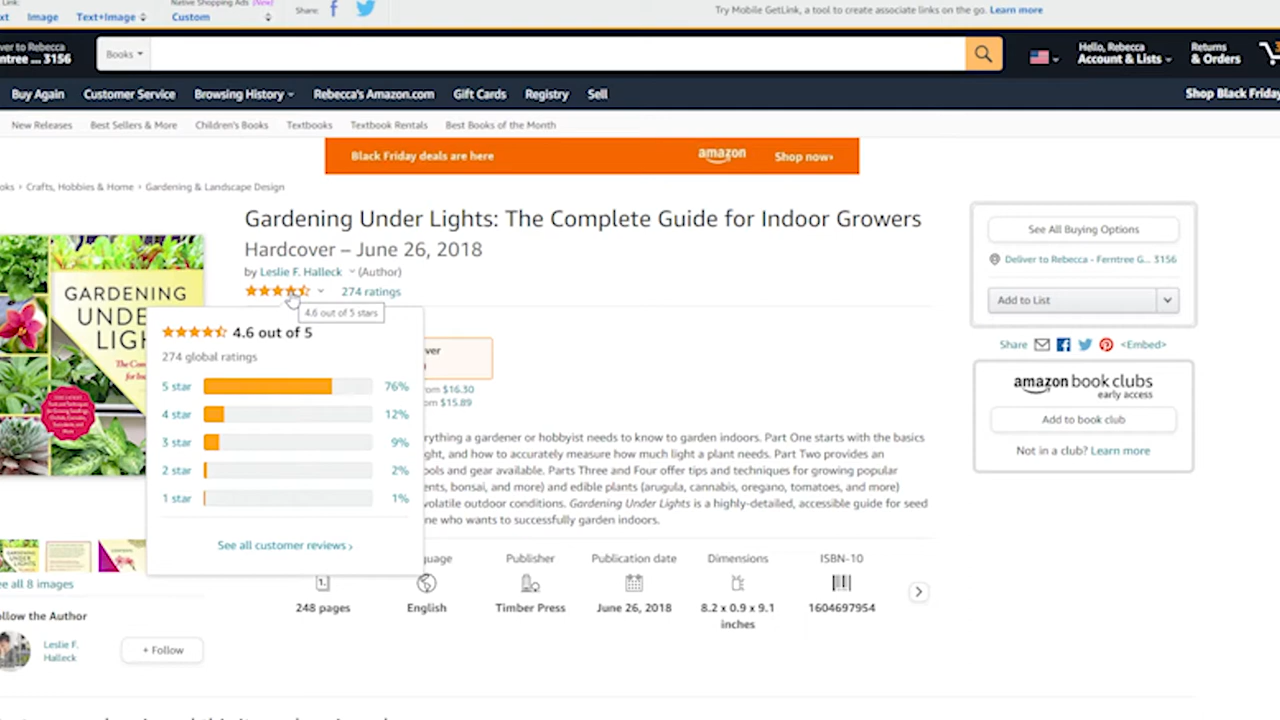 Link:
Native Shopping Ads (New)
Share:
Image Text+Image Custom
Try Mobile GetLink, a tool to create associate links on the go. Learn more
Rebecca
3156
Books
Hello, Rebecca
Account & Lists
Returns
& Orders
Buy Again Customer Service Browsing History Rebecca's Amazon.com Gift Cards Registry Sell
Shop Black Friday
New Releases Best Sellers & More Children's Books Textbooks Textbook Rentals Best Books of the Month
Black Friday deals are here amazon Shop now›
› Crafts, Hobbies & Home › Gardening & Landscape Design
Gardening Under Lights: The Complete Guide for Indoor Growers
Hardcover – June 26, 2018
by Leslie F. Halleck (Author)
274 ratings
4.6 out of 5 stars
4.6 out of 5
274 global ratings
5 star 76%
4 star 12%
3 star 9%
2 star 2%
1 star 1%
See all customer reviews ›
GARDENING
$16.30
$15.89
a gardener or hobbyist needs to know to garden indoors. Part One starts with the basics
and how to accurately measure how much light a plant needs. Part Two provides an
and gear available. Parts Three and Four offer tips and techniques for growing popular
bonsai, and more) and edible plants (arugula, cannabis, oregano, tomatoes, and more)
volatile outdoor conditions. Gardening Under Lights is a highly-detailed, accessible guide for seed
who wants to successfully garden indoors.
Publisher Publication date Dimensions ISBN-10
248 pages English Timber Press June 26, 2018 8.2 x 0.9 x 9.1 1604697954
inches
all 8 images
the Author
Leslie F.
Halleck
+ Follow
See All Buying Options
Deliver to Rebecca - Ferntree G... 3156
Add to List
Share <Embed>
amazon book clubs
early access
Add to book club
Not in a club? Learn more